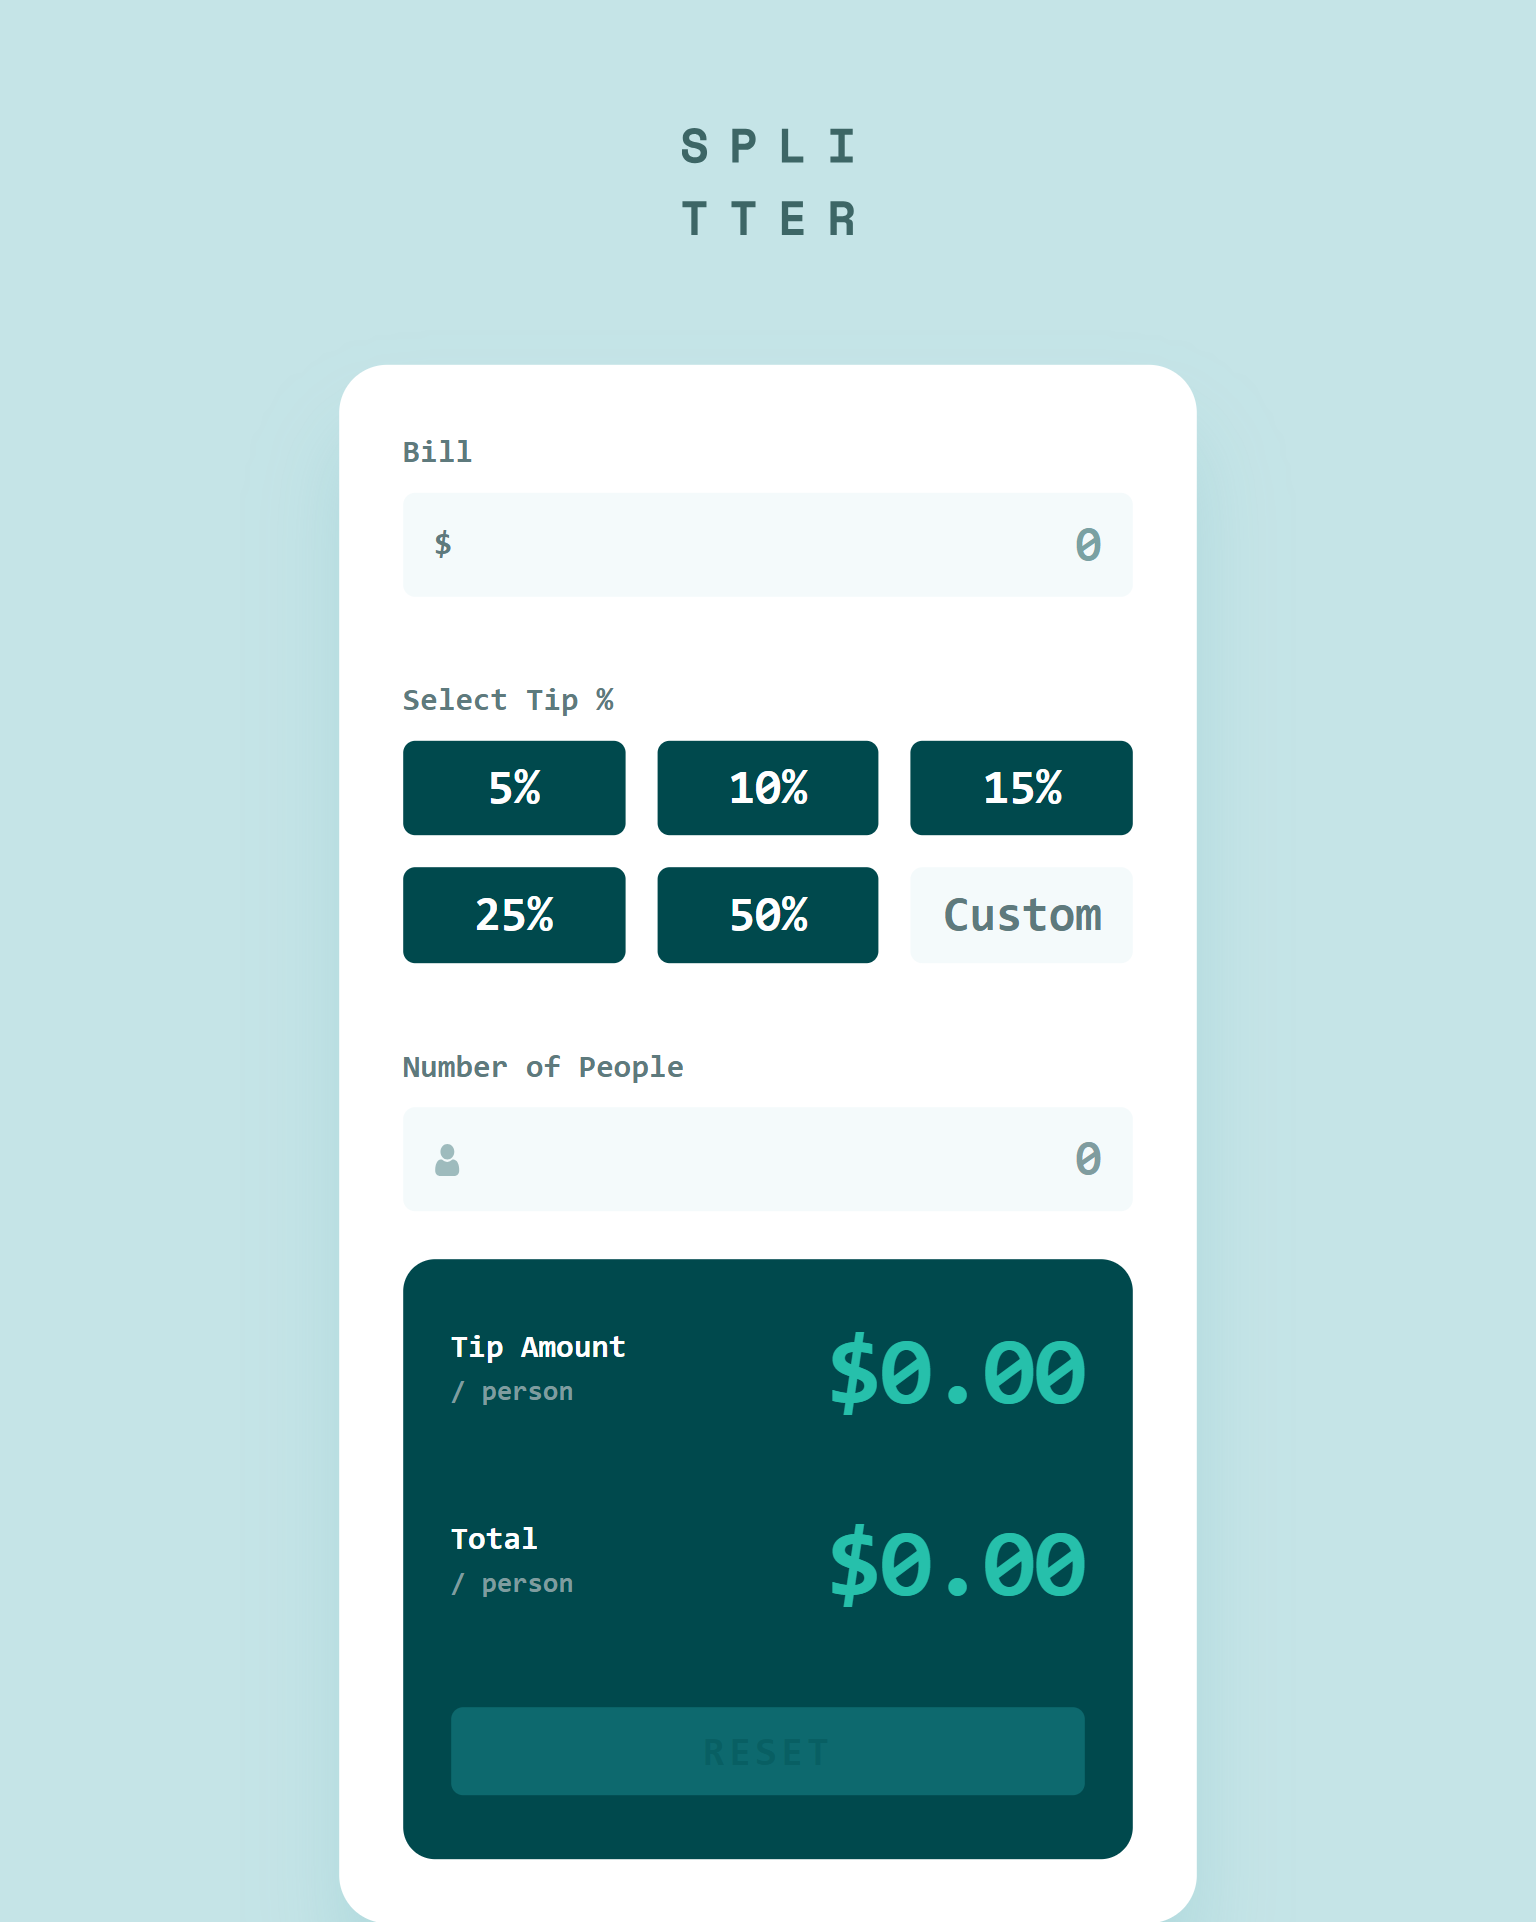 S P L I
T T E R
Bill
$ 0
Select Tip %
5% 10% 15%
25% 50% Custom
Number of People
0
Tip Amount
/ person
$0.00
Total
/ person
$0.00
RESET